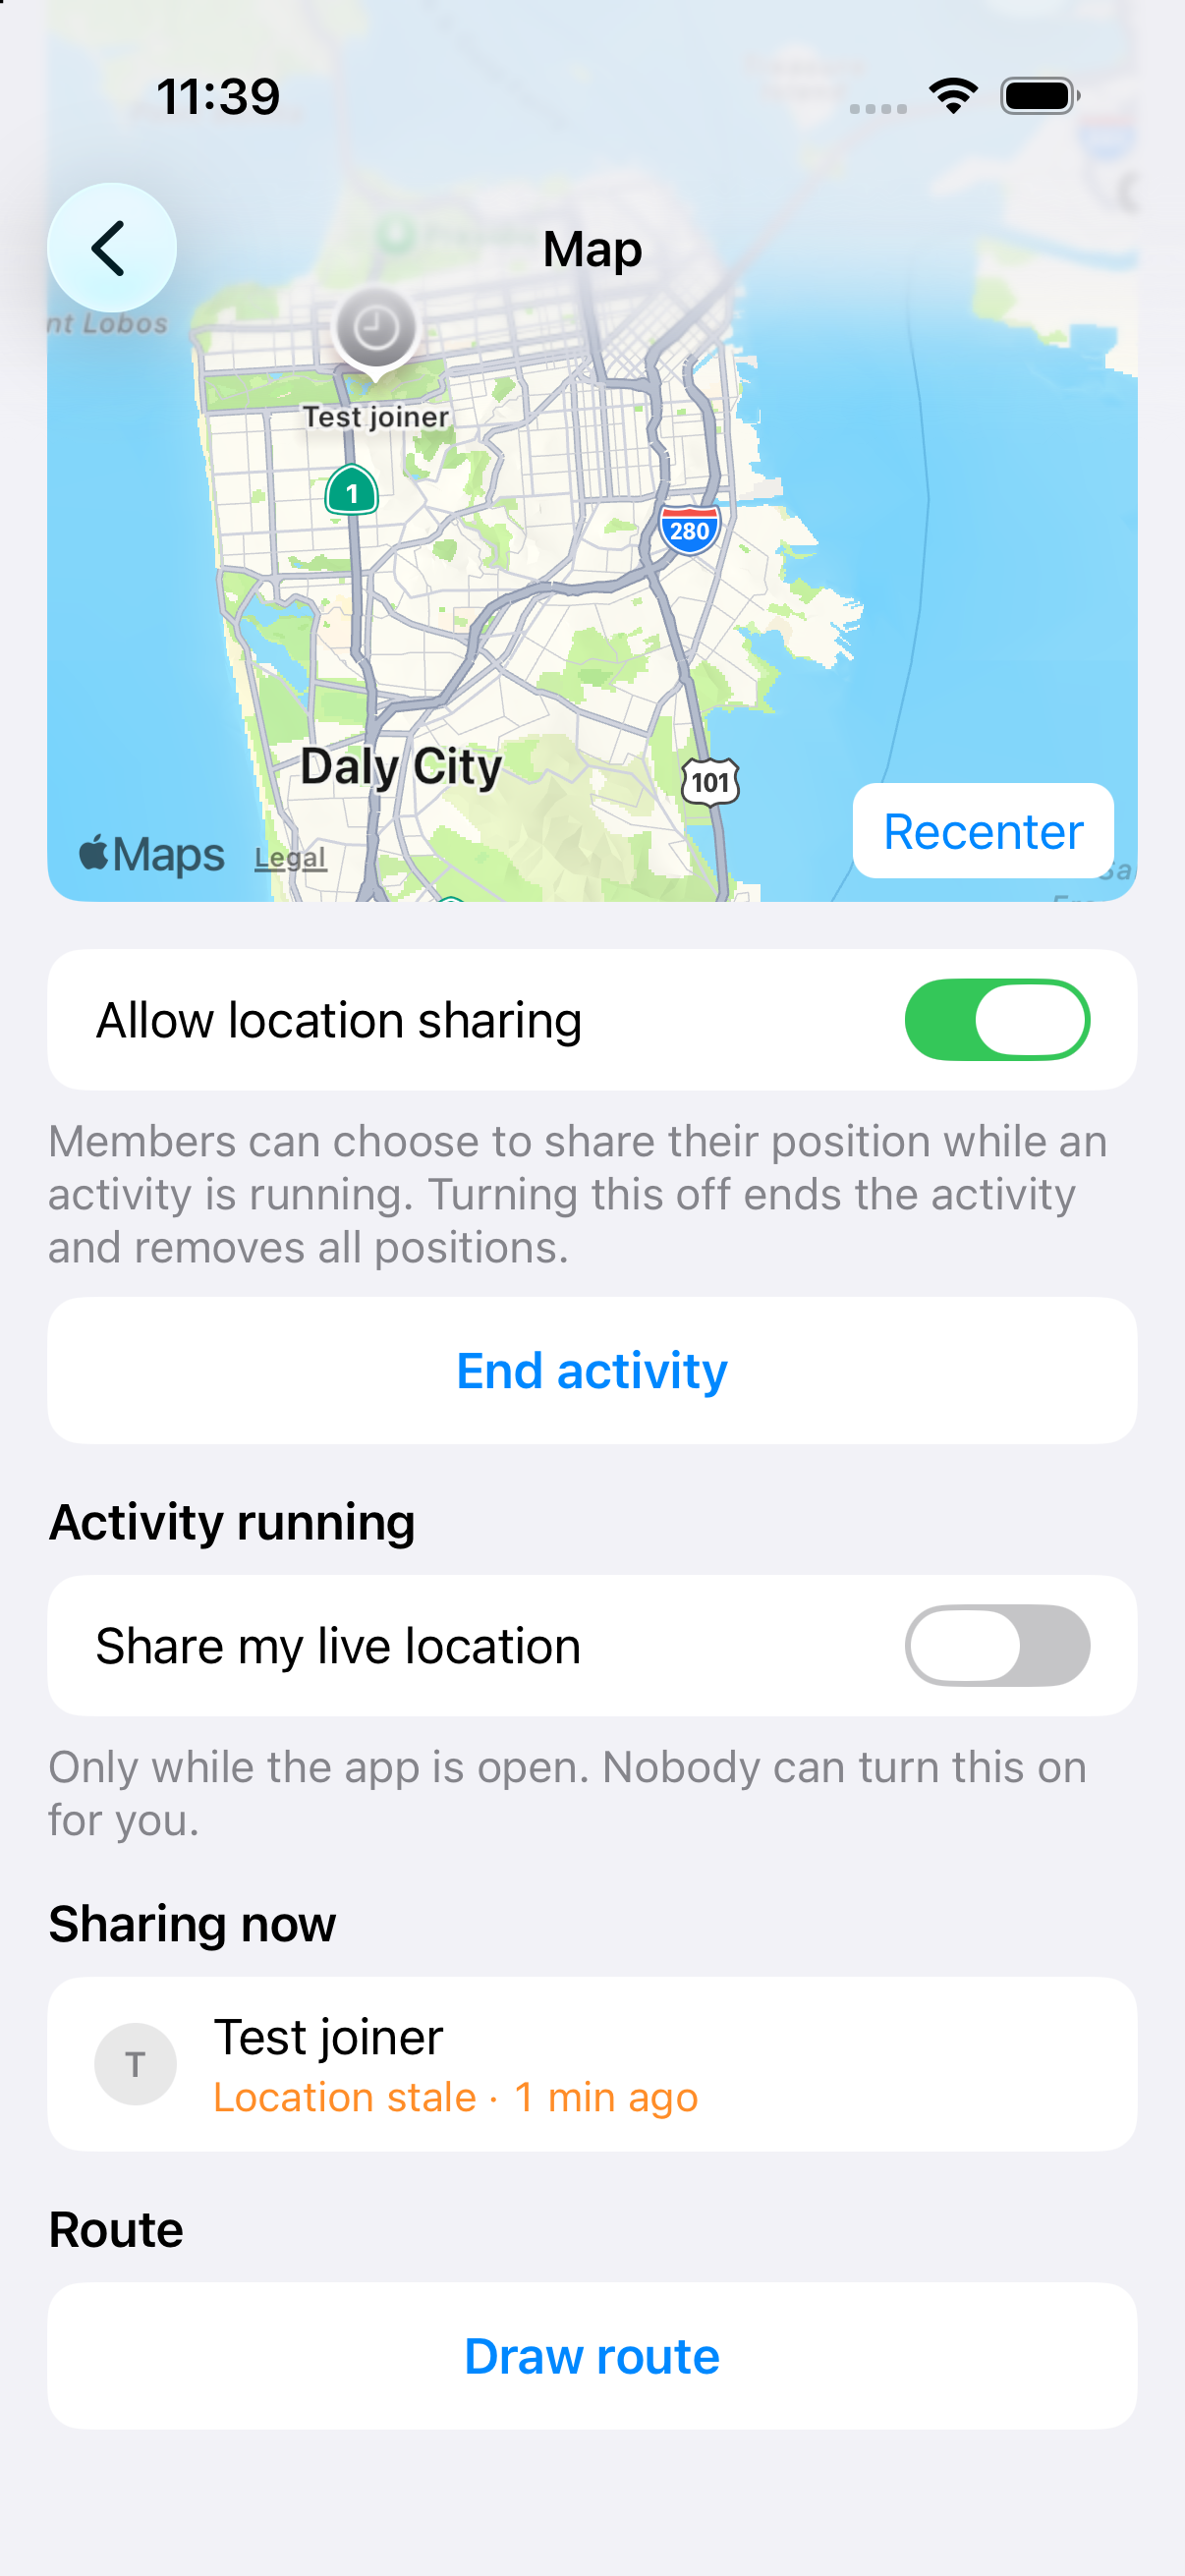 11:39
Map
nt Lobos
Test joiner
1
280
Daly City
101
Maps Legal
Recenter
Allow location sharing
Members can choose to share their position while an
activity is running. Turning this off ends the activity
and removes all positions.
End activity
Activity running
Share my live location
Only while the app is open. Nobody can turn this on
for you.
Sharing now
T
Test joiner
Location stale · 1 min ago
Route
Draw route